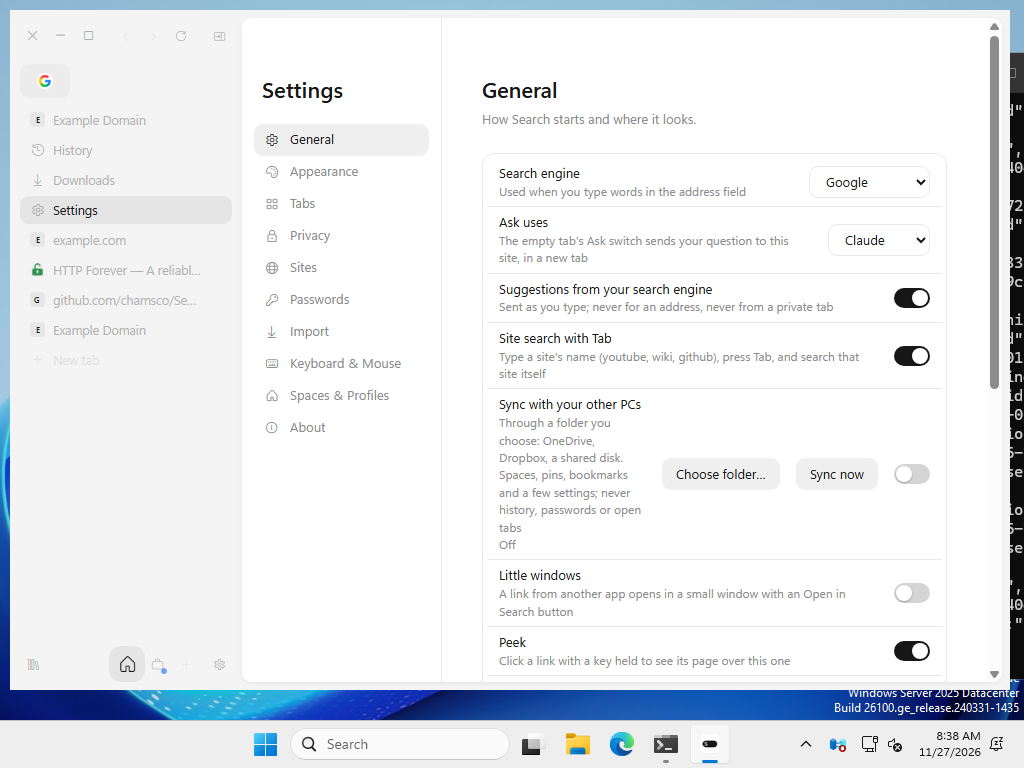 E Example Domain
History
Downloads
Settings
E example.com
HTTP Forever — A reliabl...
G github.com/chamsco/Se...
E Example Domain
New tab
Settings
General
Appearance
Tabs
Privacy
Sites
Passwords
Import
Keyboard & Mouse
Spaces & Profiles
About
General
How Search starts and where it looks.
Search engine
Used when you type words in the address field
Google
Ask uses
The empty tab's Ask switch sends your question to this
site, in a new tab
Claude
Suggestions from your search engine
Sent as you type; never for an address, never from a private tab
Site search with Tab
Type a site's name (youtube, wiki, github), press Tab, and search that
site itself
Sync with your other PCs
Through a folder you
choose: OneDrive,
Dropbox, a shared disk.
Spaces, pins, bookmarks
and a few settings; never
history, passwords or open
tabs
Off
Choose folder...
Sync now
Little windows
A link from another app opens in a small window with an Open in
Search button
Peek
Click a link with a key held to see its page over this one
Windows Server 2025 Datacenter
Build 26100.ge_release.240331-1435
Search
8:38 AM
11/27/2026